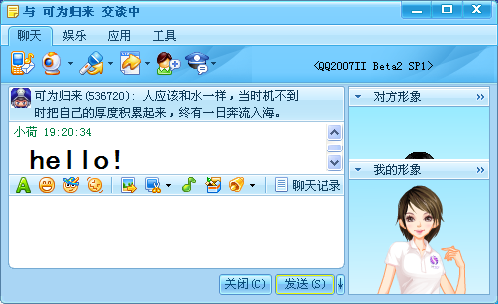 与 可为归来 交谈中
聊天 娱乐 应用 工具
<QQ2007II Beta2 SP1>
可为归来(536720): 人应该和水一样，当时机不到
时把自己的厚度积累起来，终有一日奔流入海。
小荷 19:20:34
hello!
A 聊天记录
关闭(C) 发送(S)
对方形象
我的形象